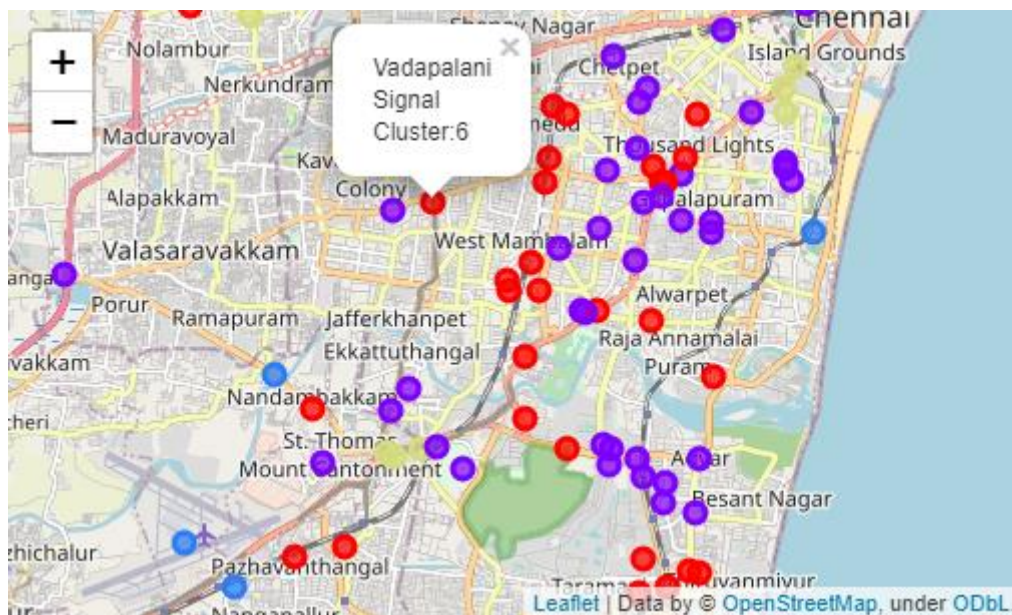 Chennai
Nolambur
Nagar
Island Grounds
Chetpet
+
×
Vadapalani
Signal
Cluster:6
Nerkundram
−
Maduravoyal
Thousand Lights
Colony
Alapakkam
Valasaravakkam
West Mambalam
Porur
Alwarpet
Ramapuram
Jafferkhanpet
Raja Annamalai
Puram
Ekkattuthangal
Nandambakkam
St. Thomas
Mount Cantonment
Besant Nagar
Pazhavanthangal
Nanganallur
Leaflet | Data by © OpenStreetMap, under ODbL